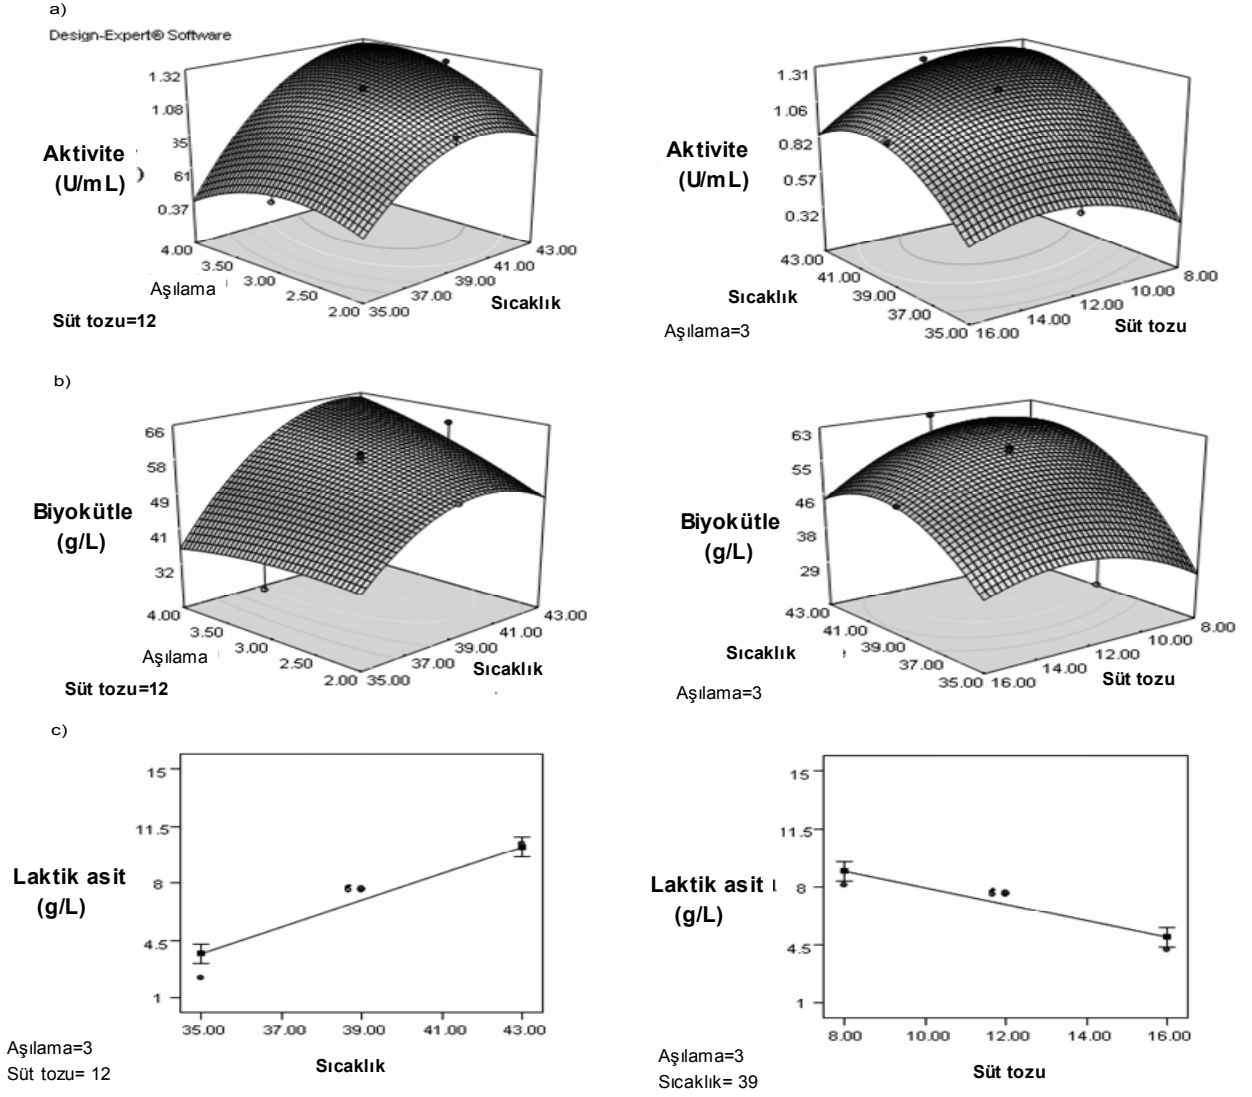 a)
Design-Expert® Software
1.32
1.08
0.37
Aktivite
(U/mL)
61
4.00
3.50
3.00
2.50
2.00
35.00
37.00
39.00
41.00
43.00
Aşılama
Sıcaklık
Süt tozu=12
1.31
1.06
0.82
0.57
0.32
Aktivite
(U/mL)
43.00
41.00
39.00
37.00
35.00
16.00
14.00
12.00
10.00
8.00
Sıcaklık
Süt tozu
Aşılama=3
b)
66
58
49
41
32
Biyokütle
(g/L)
4.00
3.50
3.00
2.50
2.00
35.00
37.00
39.00
41.00
43.00
Aşılama
Sıcaklık
Süt tozu=12
63
55
46
38
29
Biyokütle
(g/L)
43.00
41.00
39.00
37.00
35.00
16.00
14.00
12.00
10.00
8.00
Sıcaklık
Süt tozu
Aşılama=3
c)
15
11.5
8
4.5
1
Laktik asit
(g/L)
35.00 37.00 39.00 41.00 43.00
Sıcaklık
Aşılama=3
Süt tozu= 12
15
11.5
8
4.5
1
Laktik asit
(g/L)
8.00 10.00 12.00 14.00 16.00
Süt tozu
Aşılama=3
Sıcaklık= 39